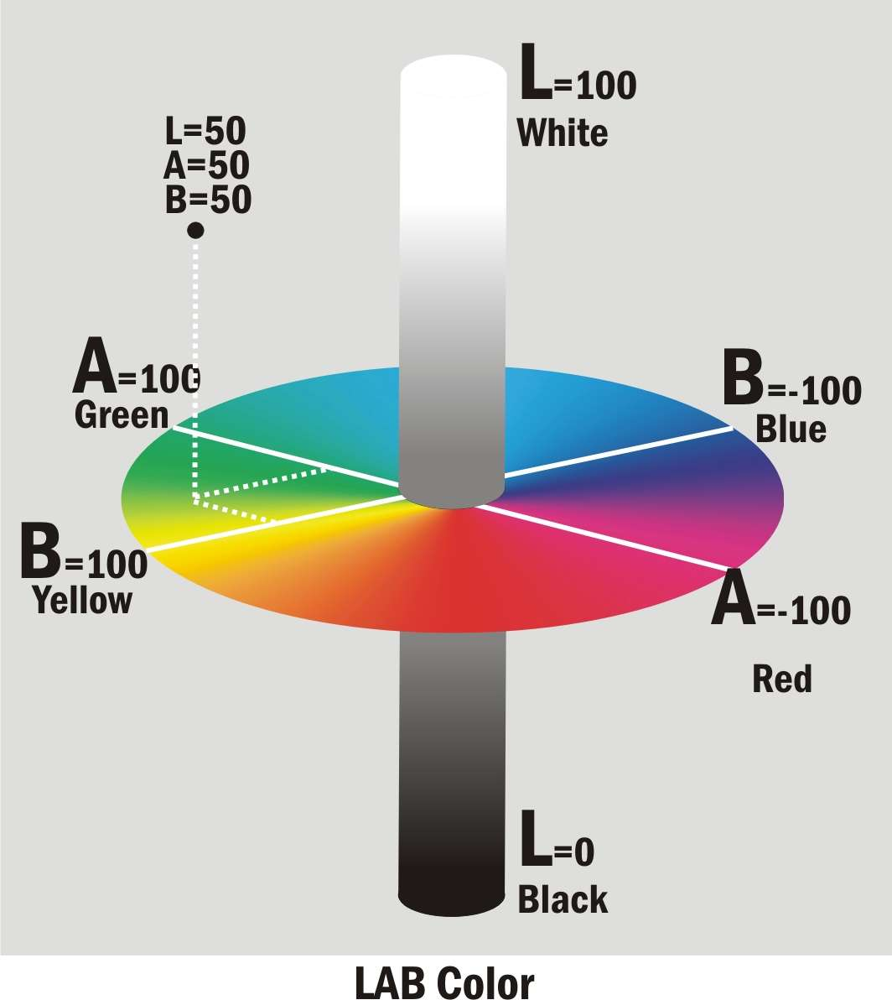 L=100
White
L=50
A=50
B=50
A=100
Green
B=-100
Blue
B=100
Yellow
A=-100
Red
L=0
Black
LAB Color